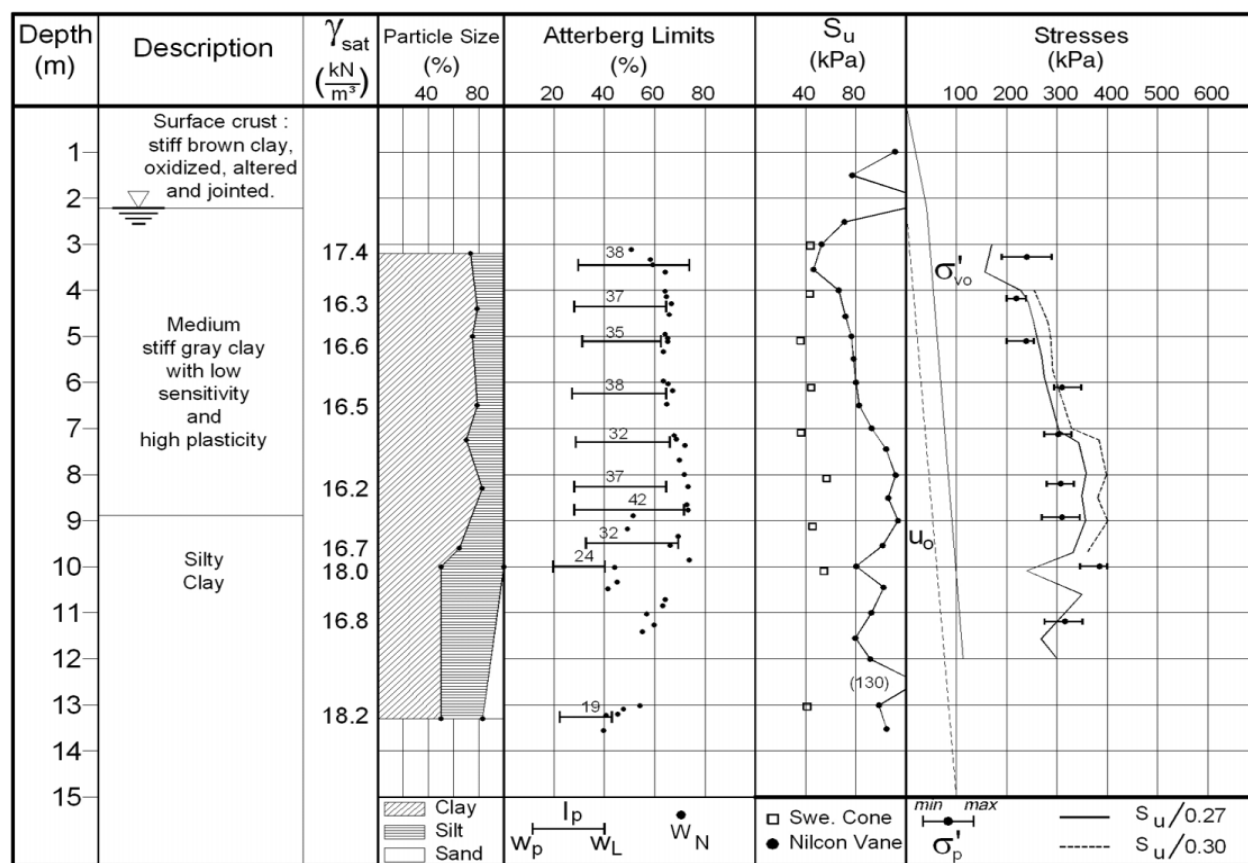 Depth
(m)
Description
γsat
(kN/m³)
Particle Size
(%)
40 80
Atterberg Limits
(%)
20 40 60 80
Su
(kPa)
40 80
Stresses
(kPa)
100 200 300 400 500 600
1
2
3
4
5
6
7
8
9
10
11
12
13
14
15
Surface crust :
stiff brown clay,
oxidized, altered
and jointed.
Medium
stiff gray clay
with low
sensitivity
and
high plasticity
Silty
Clay
17.4
16.3
16.6
16.5
16.2
16.7
18.0
16.8
18.2
38
37
35
38
32
37
42
32
24
19
(130)
σ'vo
uo
Clay
Silt
Sand
Ip
wp wL
wN
Swe. Cone
Nilcon Vane
min max
σ'p
Su/0.27
Su/0.30